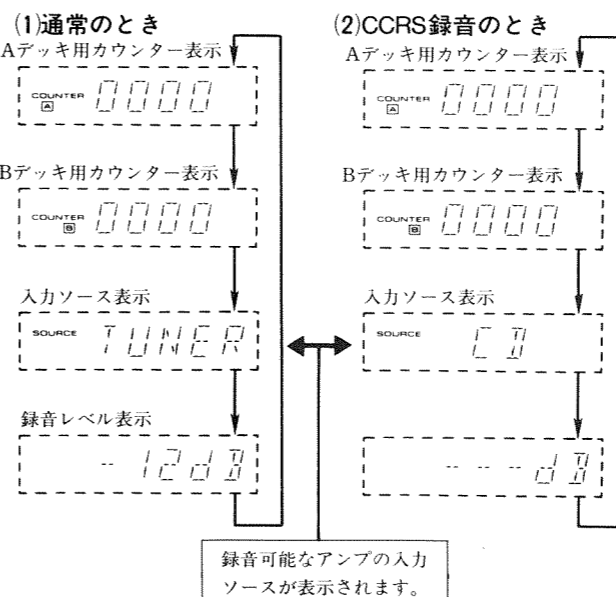 (1)通常のとき
Aデッキ用カウンター表示
COUNTER
A
0000
Bデッキ用カウンター表示
COUNTER
B
0000
入力ソース表示
SOURCE
TUNER
録音レベル表示
-12dB
(2)CCRS録音のとき
Aデッキ用カウンター表示
COUNTER
A
0000
Bデッキ用カウンター表示
COUNTER
B
0000
入力ソース表示
SOURCE
CD
---dB
録音可能なアンプの入力
ソースが表示されます。